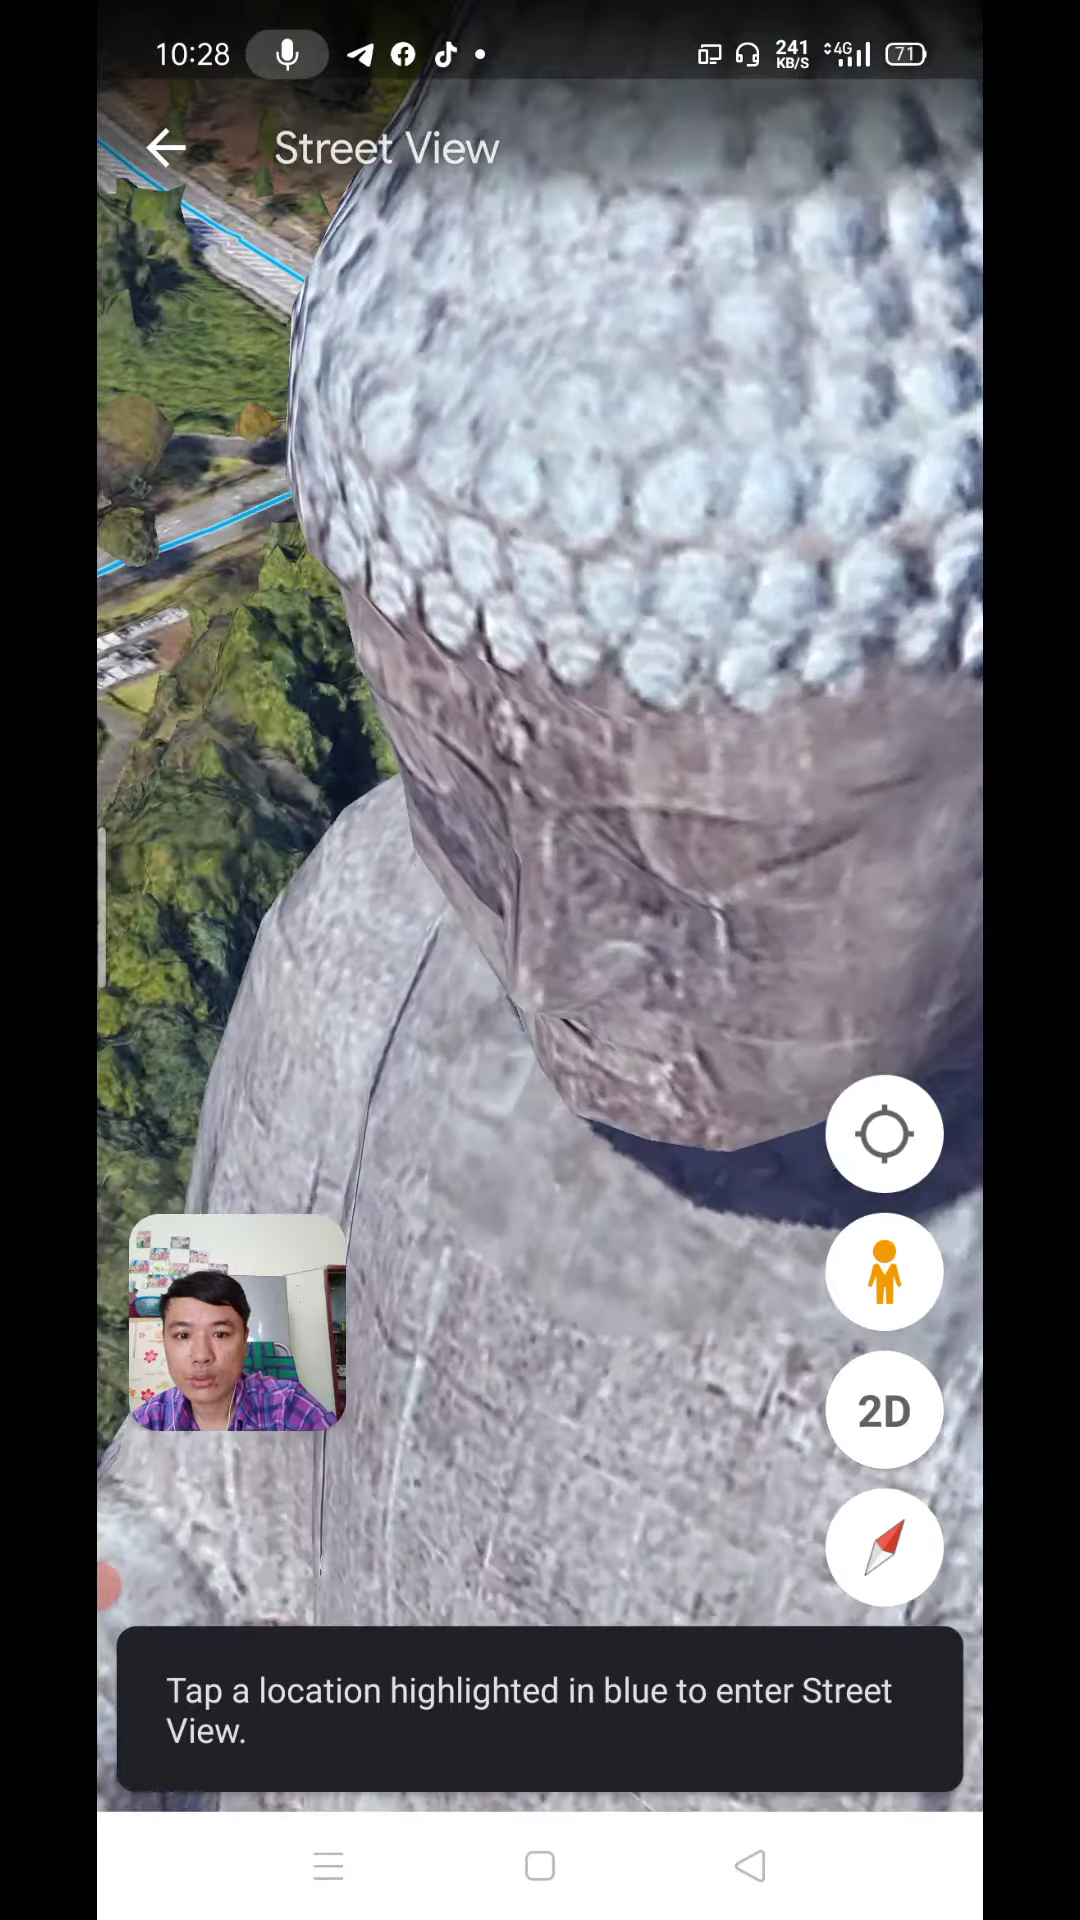 10:28
241
KB/S
4G
71
Street View
2D
Tap a location highlighted in blue to enter Street
View.